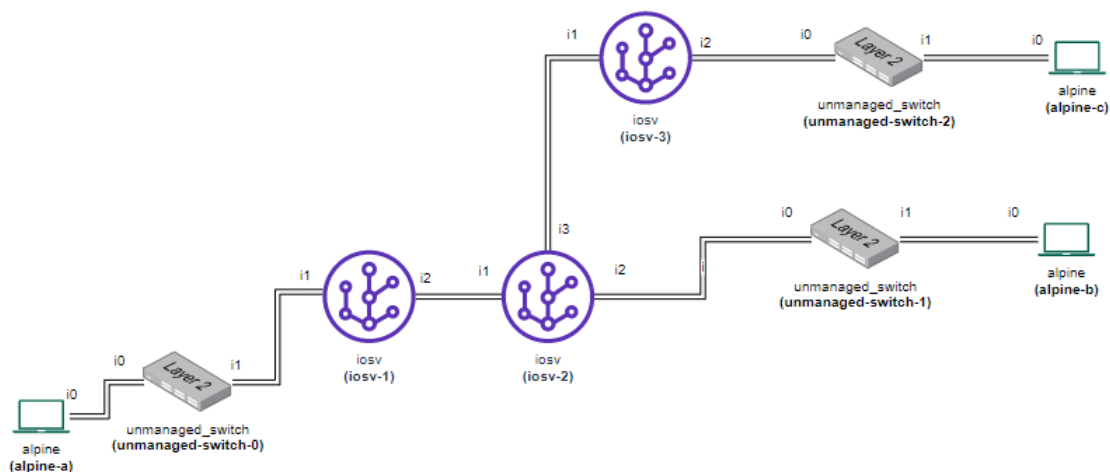 i1
i2
i0
Layer 2
i1
i0
iosv
(iosv-3)
unmanaged_switch
(unmanaged-switch-2)
alpine
(alpine-c)
i3
i0
Layer 2
i1
i0
i1
i2
i1
i2
i
unmanaged_switch
(unmanaged-switch-1)
alpine
(alpine-b)
iosv
(iosv-1)
iosv
(iosv-2)
i0
i0
Layer 2
i1
unmanaged_switch
(unmanaged-switch-0)
alpine
(alpine-a)